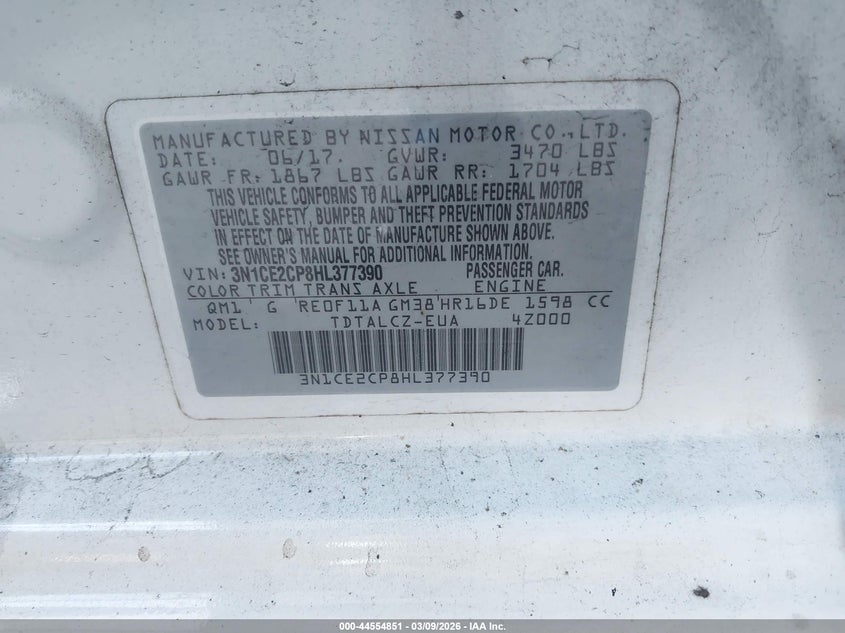 MANUFACTURED BY NISSAN MOTOR CO., LTD.
DATE: 06/17. GVWR: 3470 LBS
GAWR FR: 1867 LBS GAWR RR: 1704 LBS
THIS VEHICLE CONFORMS TO ALL APPLICABLE FEDERAL MOTOR
VEHICLE SAFETY, BUMPER AND THEFT PREVENTION STANDARDS
IN EFFECT ON THE DATE OF MANUFACTURE SHOWN ABOVE.
SEE OWNER'S MANUAL FOR ADDITIONAL INFORMATION.
VIN: 3N1CE2CP8HL377390 PASSENGER CAR.
COLOR TRIM TRANS AXLE ENGINE
QM1 G RE0F11A GM38 HR16DE 1598 CC
MODEL: TDTALCZ-EUA 4Z000
3N1CE2CP8HL377390
000-44554851 | 03/09/2026 - IAA Inc.